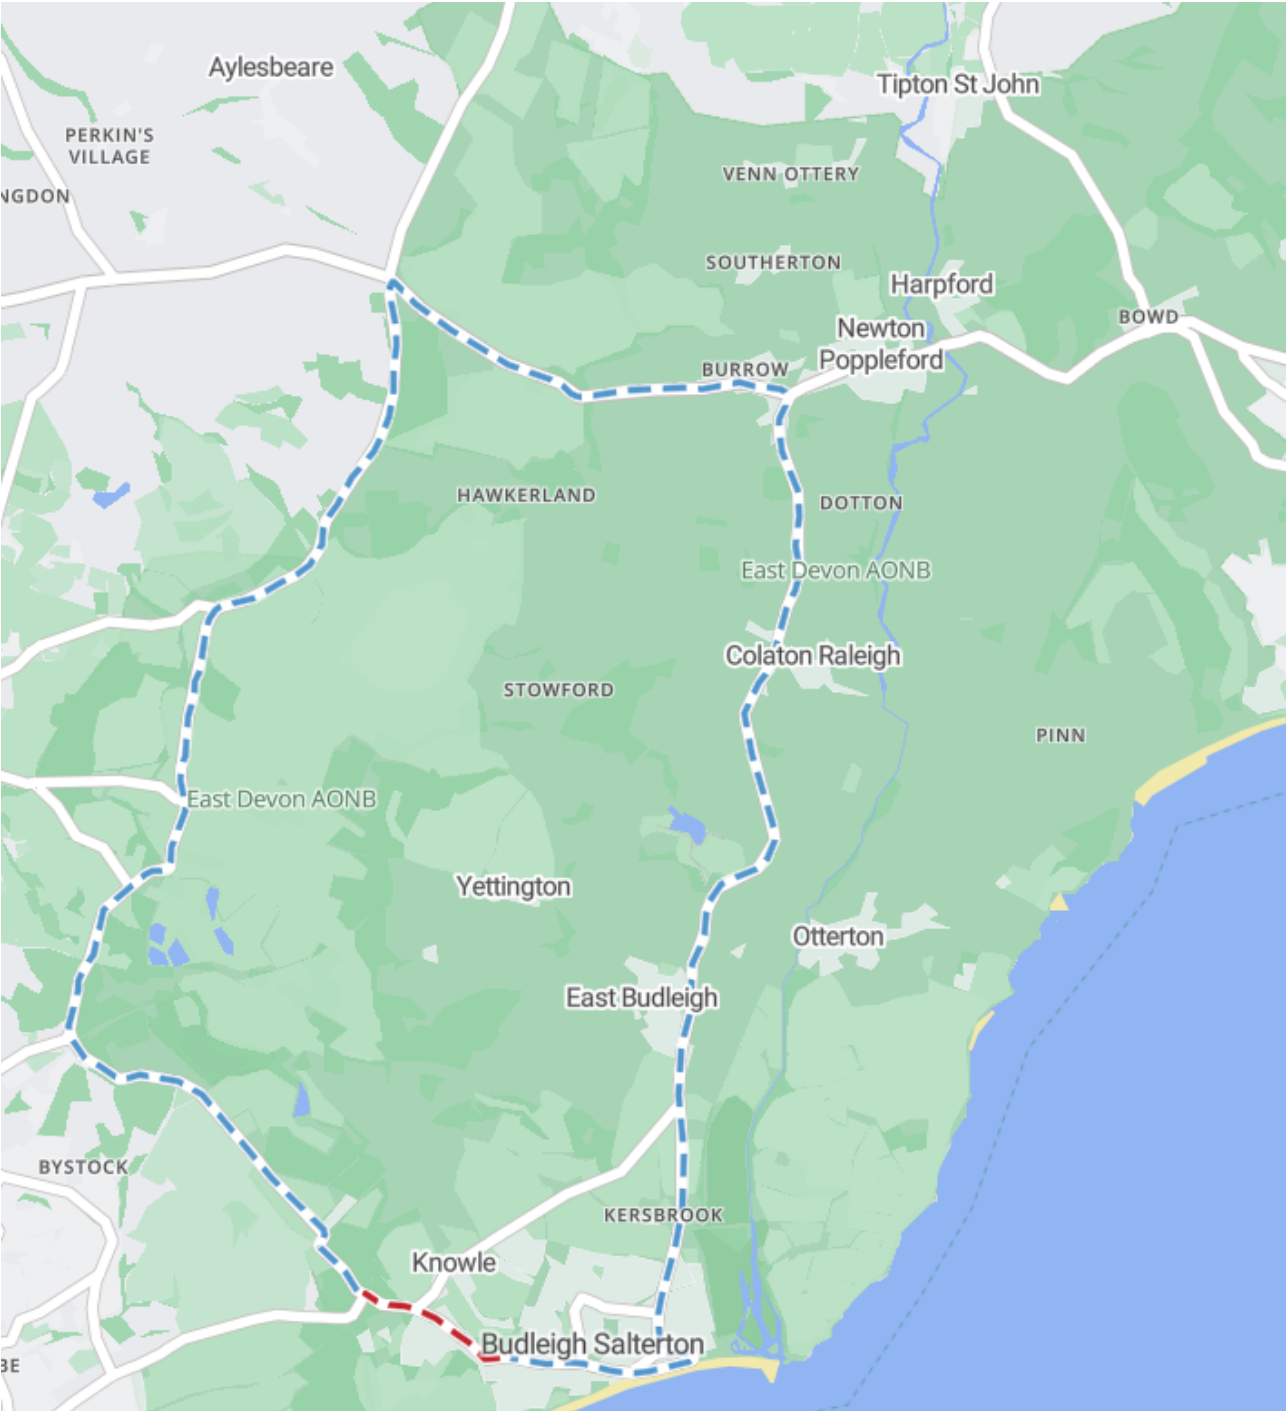 Aylesbeare
Tipton St John
PERKIN'S
VILLAGE
VENN OTTERY
NGDON
SOUTHERTON
Harpford
BOWD
Newton
Poppleford
BURROW
HAWKERLAND
DOTTON
East Devon AONB
Colaton Raleigh
STOWFORD
PINN
East Devon AONB
Yettington
Otterton
East Budleigh
BYSTOCK
KERSBROOK
Knowle
Budleigh Salterton
BE